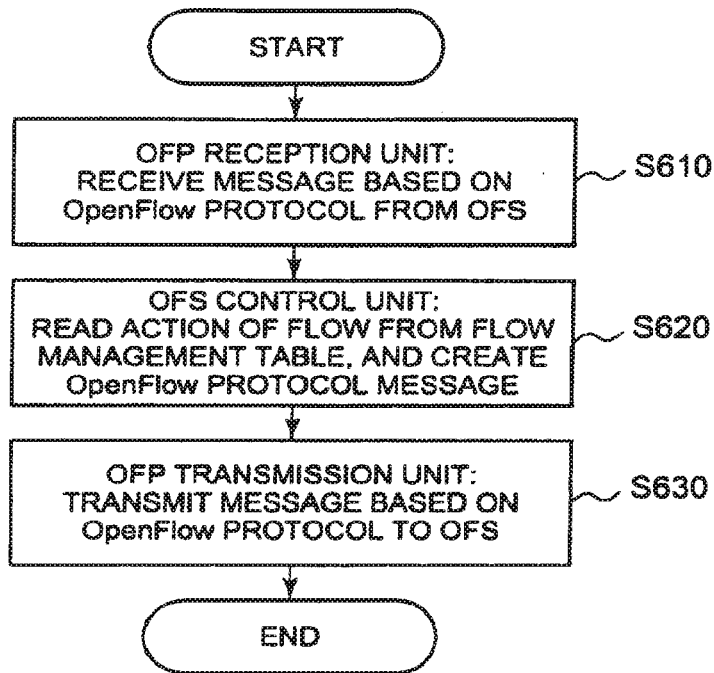 START
OFP RECEPTION UNIT:
RECEIVE MESSAGE BASED ON
OpenFlow PROTOCOL FROM OFS
S610
OFS CONTROL UNIT:
READ ACTION OF FLOW FROM FLOW
MANAGEMENT TABLE, AND CREATE
OpenFlow PROTOCOL MESSAGE
S620
OFP TRANSMISSION UNIT:
TRANSMIT MESSAGE BASED ON
OpenFlow PROTOCOL TO OFS
S630
END